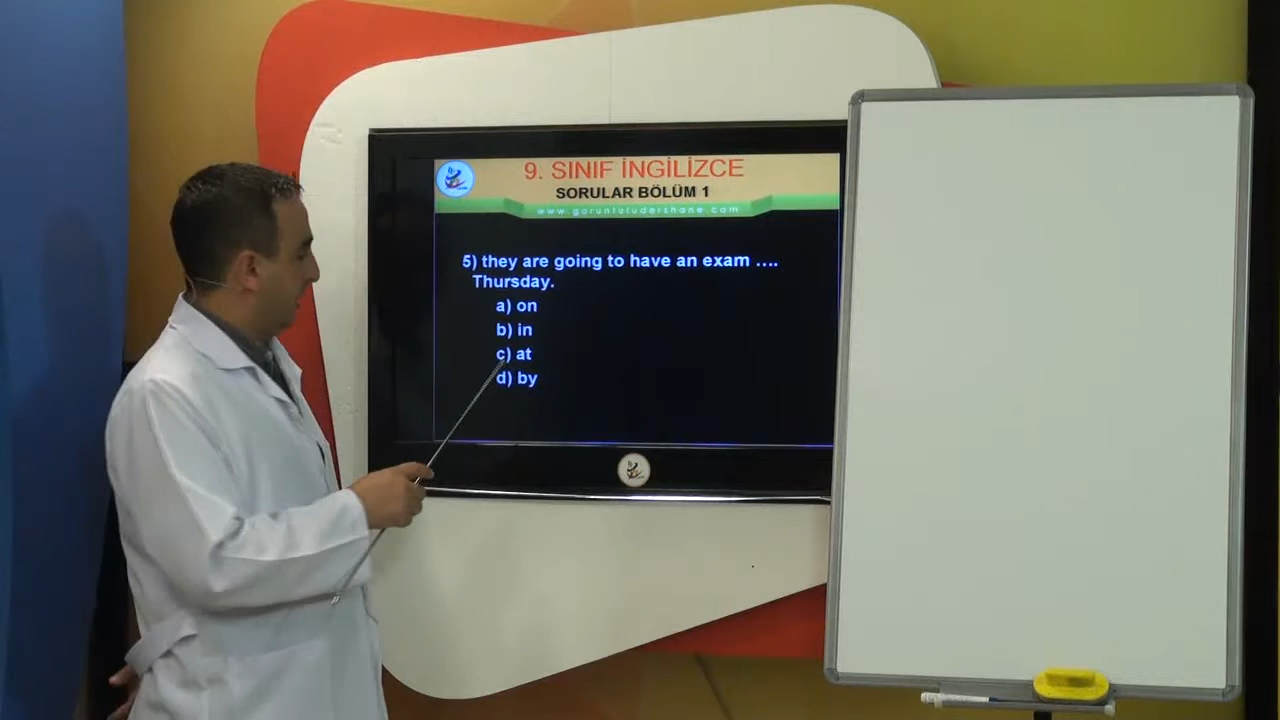 9. SINIF İNGİLİZCE
SORULAR BÖLÜM 1
www.goruntuludershane.com
5) they are going to have an exam ….
Thursday.
a) on
b) in
c) at
d) by